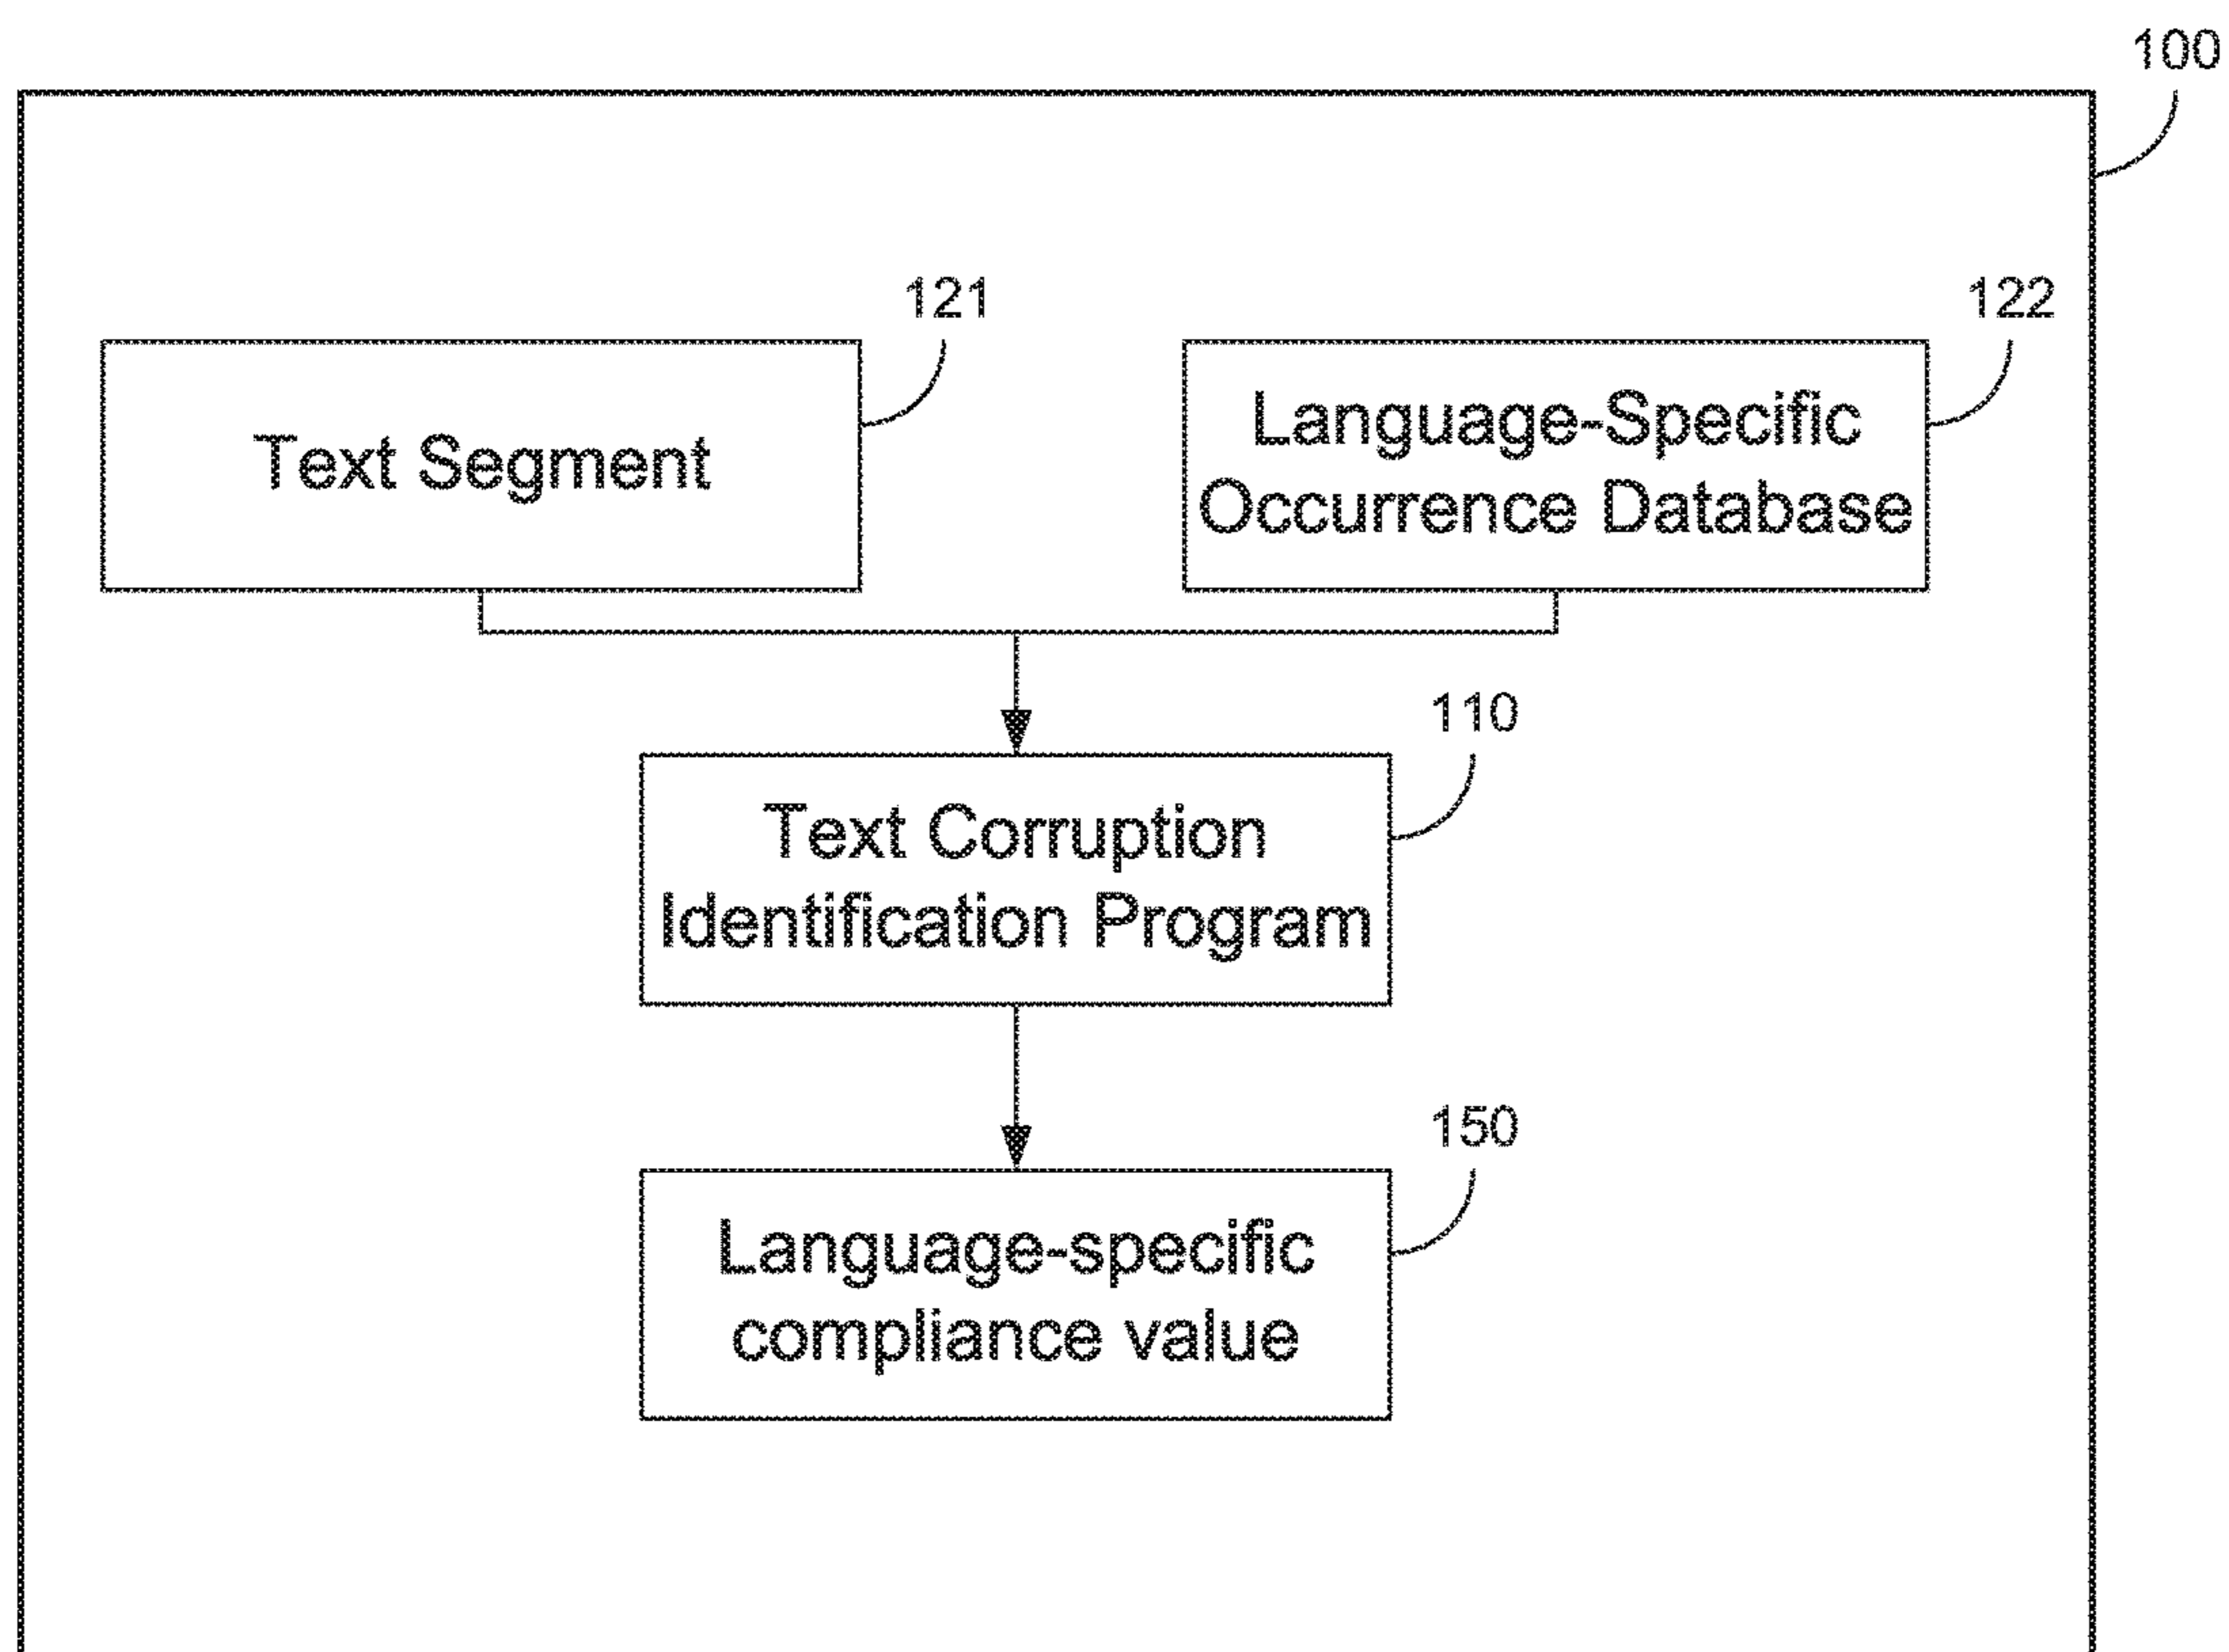 100
121
122
Text Segment
Language-Specific
Occurrence Database
110
Text Corruption
Identification Program
150
Language-specific
compliance value